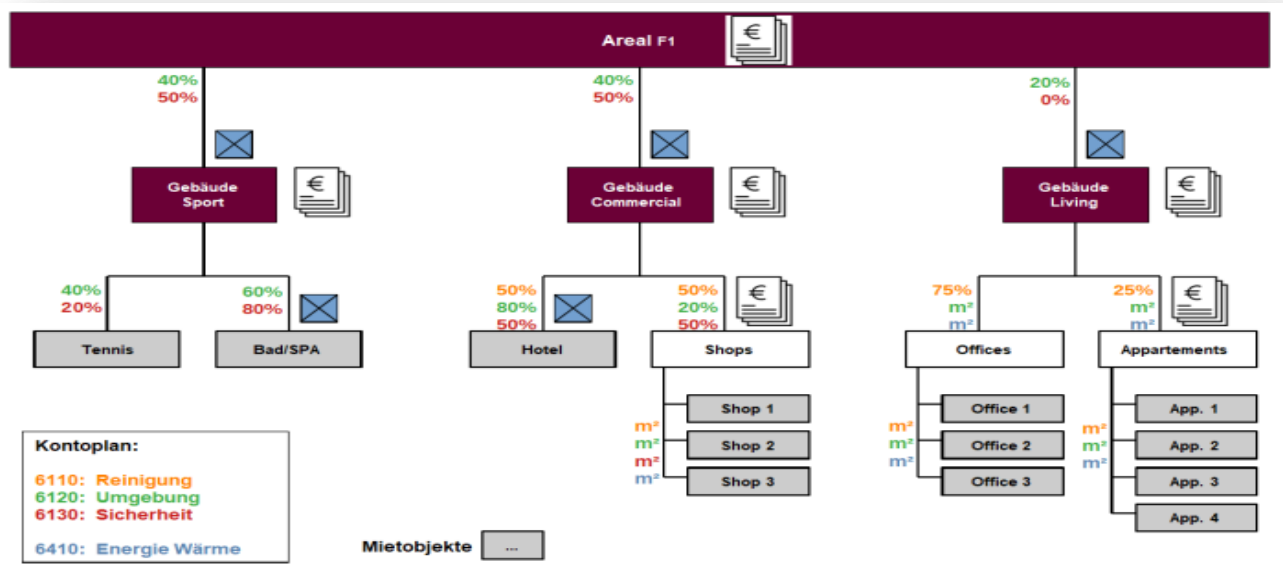 Areal F1
€
40%
50%
40%
50%
20%
0%
Gebäude
Sport
€
Gebäude
Commercial
€
Gebäude
Living
€
40%
20%
60%
80%
50%
80%
50%
50%
20%
50%
€
75%
m²
m²
25%
m²
m²
€
Tennis
Bad/SPA
Hotel
Shops
Offices
Appartements
m²
m²
m²
m²
Shop 1
Shop 2
Shop 3
m²
m²
m²
Office 1
Office 2
Office 3
m²
m²
m²
App. 1
App. 2
App. 3
App. 4
Kontoplan:
6110: Reinigung
6120: Umgebung
6130: Sicherheit
6410: Energie Wärme
Mietobjekte ...